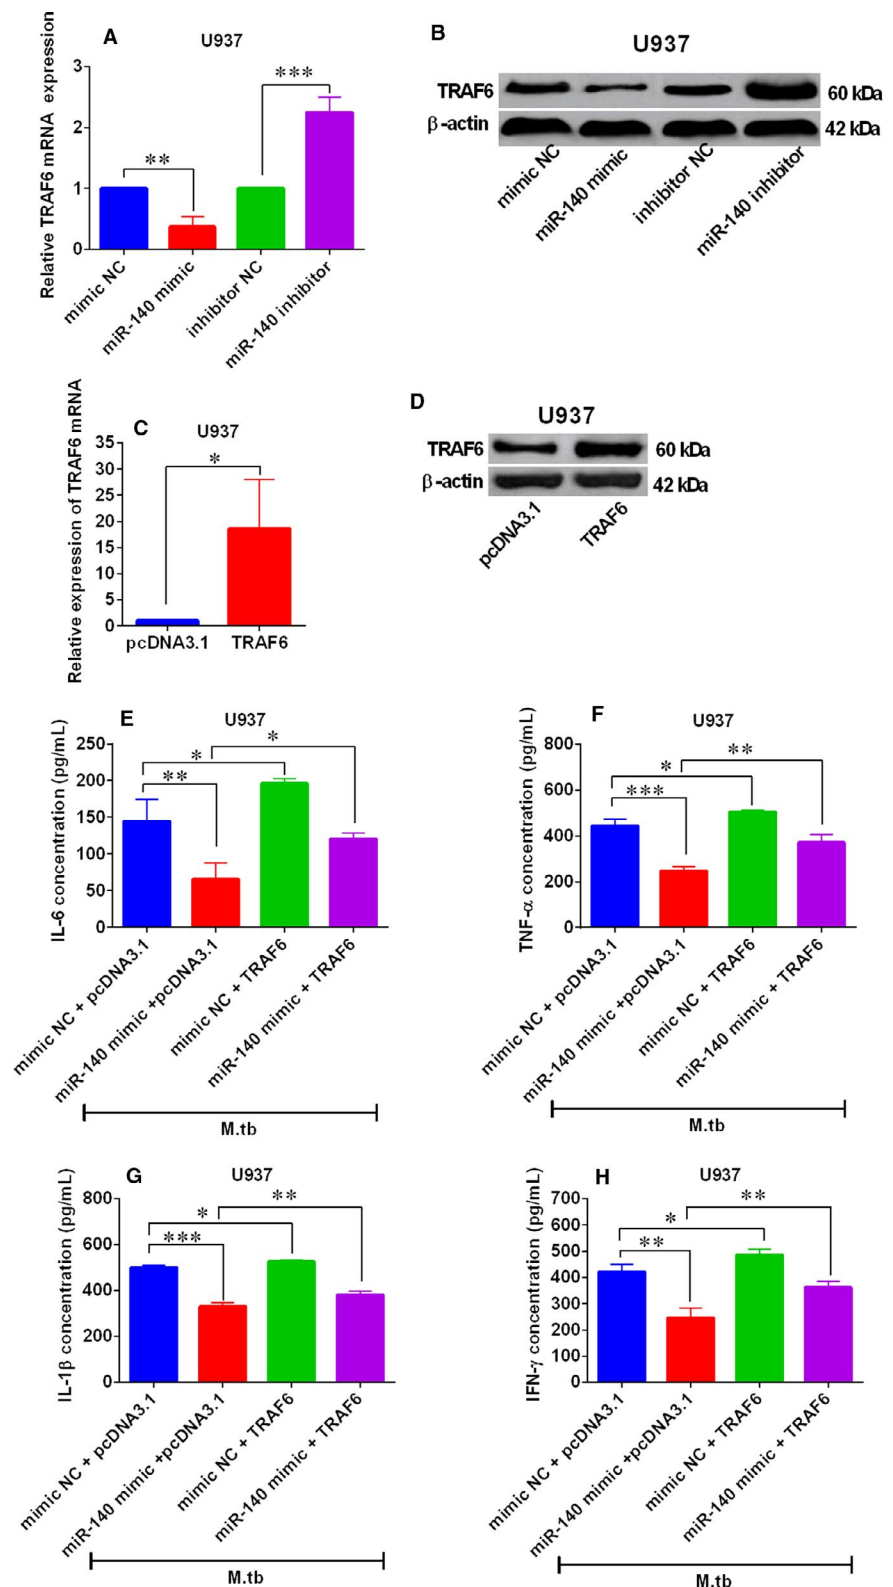 A
U937
Relative TRAF6 mRNA expression
3
2
1
0
**
***
mimic NC
miR-140 mimic
inhibitor NC
miR-140 inhibitor
B
U937
TRAF6
60 kDa
β-actin
42 kDa
mimic NC
miR-140 mimic
inhibitor NC
miR-140 inhibitor
C
U937
Relative expression of TRAF6 mRNA
35
30
25
20
15
10
5
0
*
pcDNA3.1
TRAF6
D
U937
TRAF6
60 kDa
β-actin
42 kDa
pcDNA3.1
TRAF6
E
U937
IL-6 concentration (pg/mL)
250
200
150
100
50
0
*
*
**
mimic NC + pcDNA3.1
miR-140 mimic +pcDNA3.1
mimic NC + TRAF6
miR-140 mimic + TRAF6
M.tb
F
U937
TNF-α concentration (pg/mL)
800
600
400
200
0
**
*
***
mimic NC + pcDNA3.1
miR-140 mimic +pcDNA3.1
mimic NC + TRAF6
miR-140 mimic + TRAF6
M.tb
G
U937
IL-1β concentration (pg/mL)
800
600
400
200
0
**
*
***
mimic NC + pcDNA3.1
miR-140 mimic +pcDNA3.1
mimic NC + TRAF6
miR-140 mimic + TRAF6
M.tb
H
U937
IFN-γ concentration (pg/mL)
700
600
500
400
300
200
100
0
**
*
**
mimic NC + pcDNA3.1
miR-140 mimic +pcDNA3.1
mimic NC + TRAF6
miR-140 mimic + TRAF6
M.tb